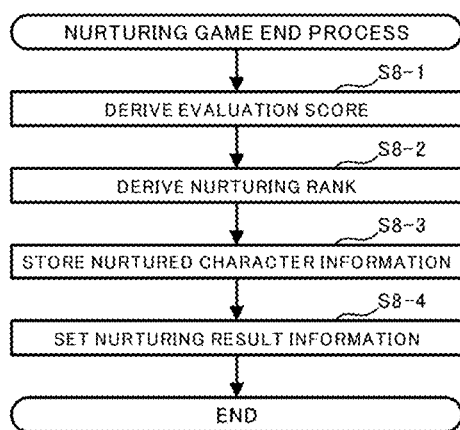 NURTURING GAME END PROCESS
S8-1
DERIVE EVALUATION SCORE
S8-2
DERIVE NURTURING RANK
S8-3
STORE NURTURED CHARACTER INFORMATION
S8-4
SET NURTURING RESULT INFORMATION
END